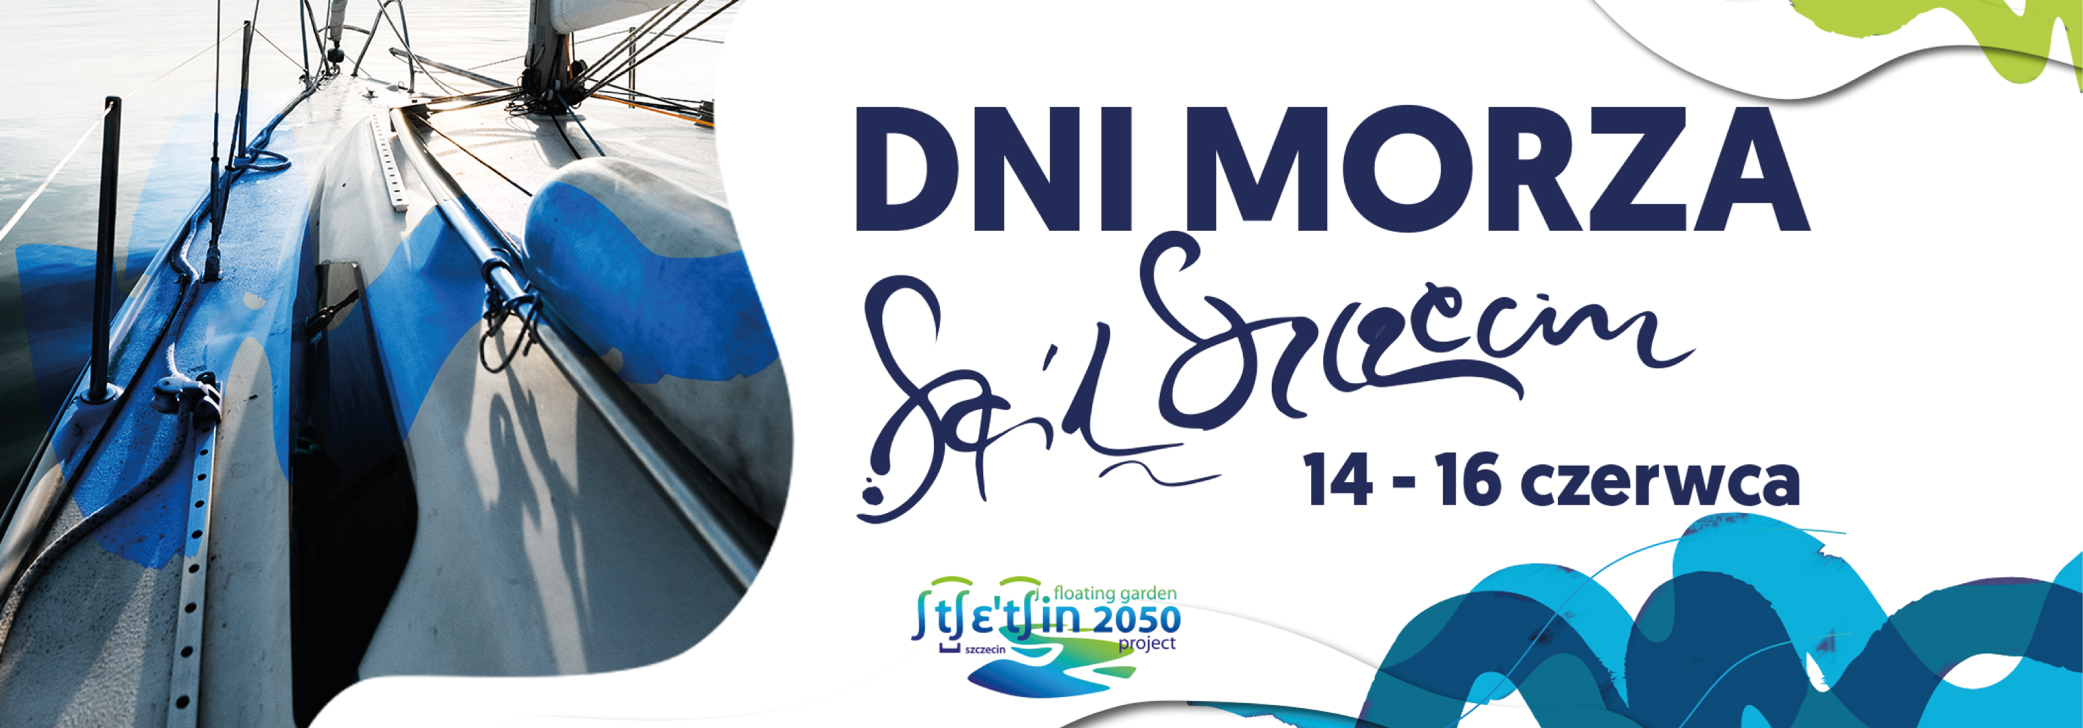 DNI MORZA
Sail Szczecin
14 - 16 czerwca
floating garden
ʃtʃɛ'tʃin 2050
szczecin project